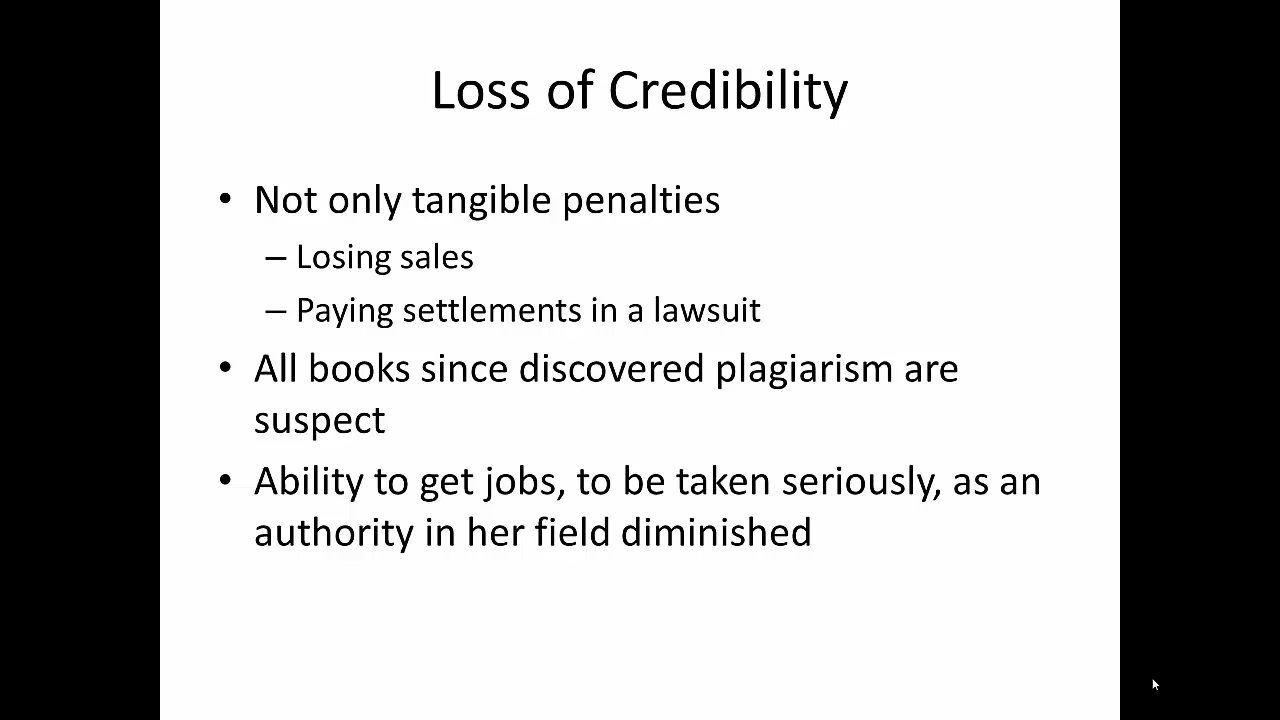 Loss of Credibility
• Not only tangible penalties
– Losing sales
– Paying settlements in a lawsuit
• All books since discovered plagiarism are
suspect
• Ability to get jobs, to be taken seriously, as an
authority in her field diminished